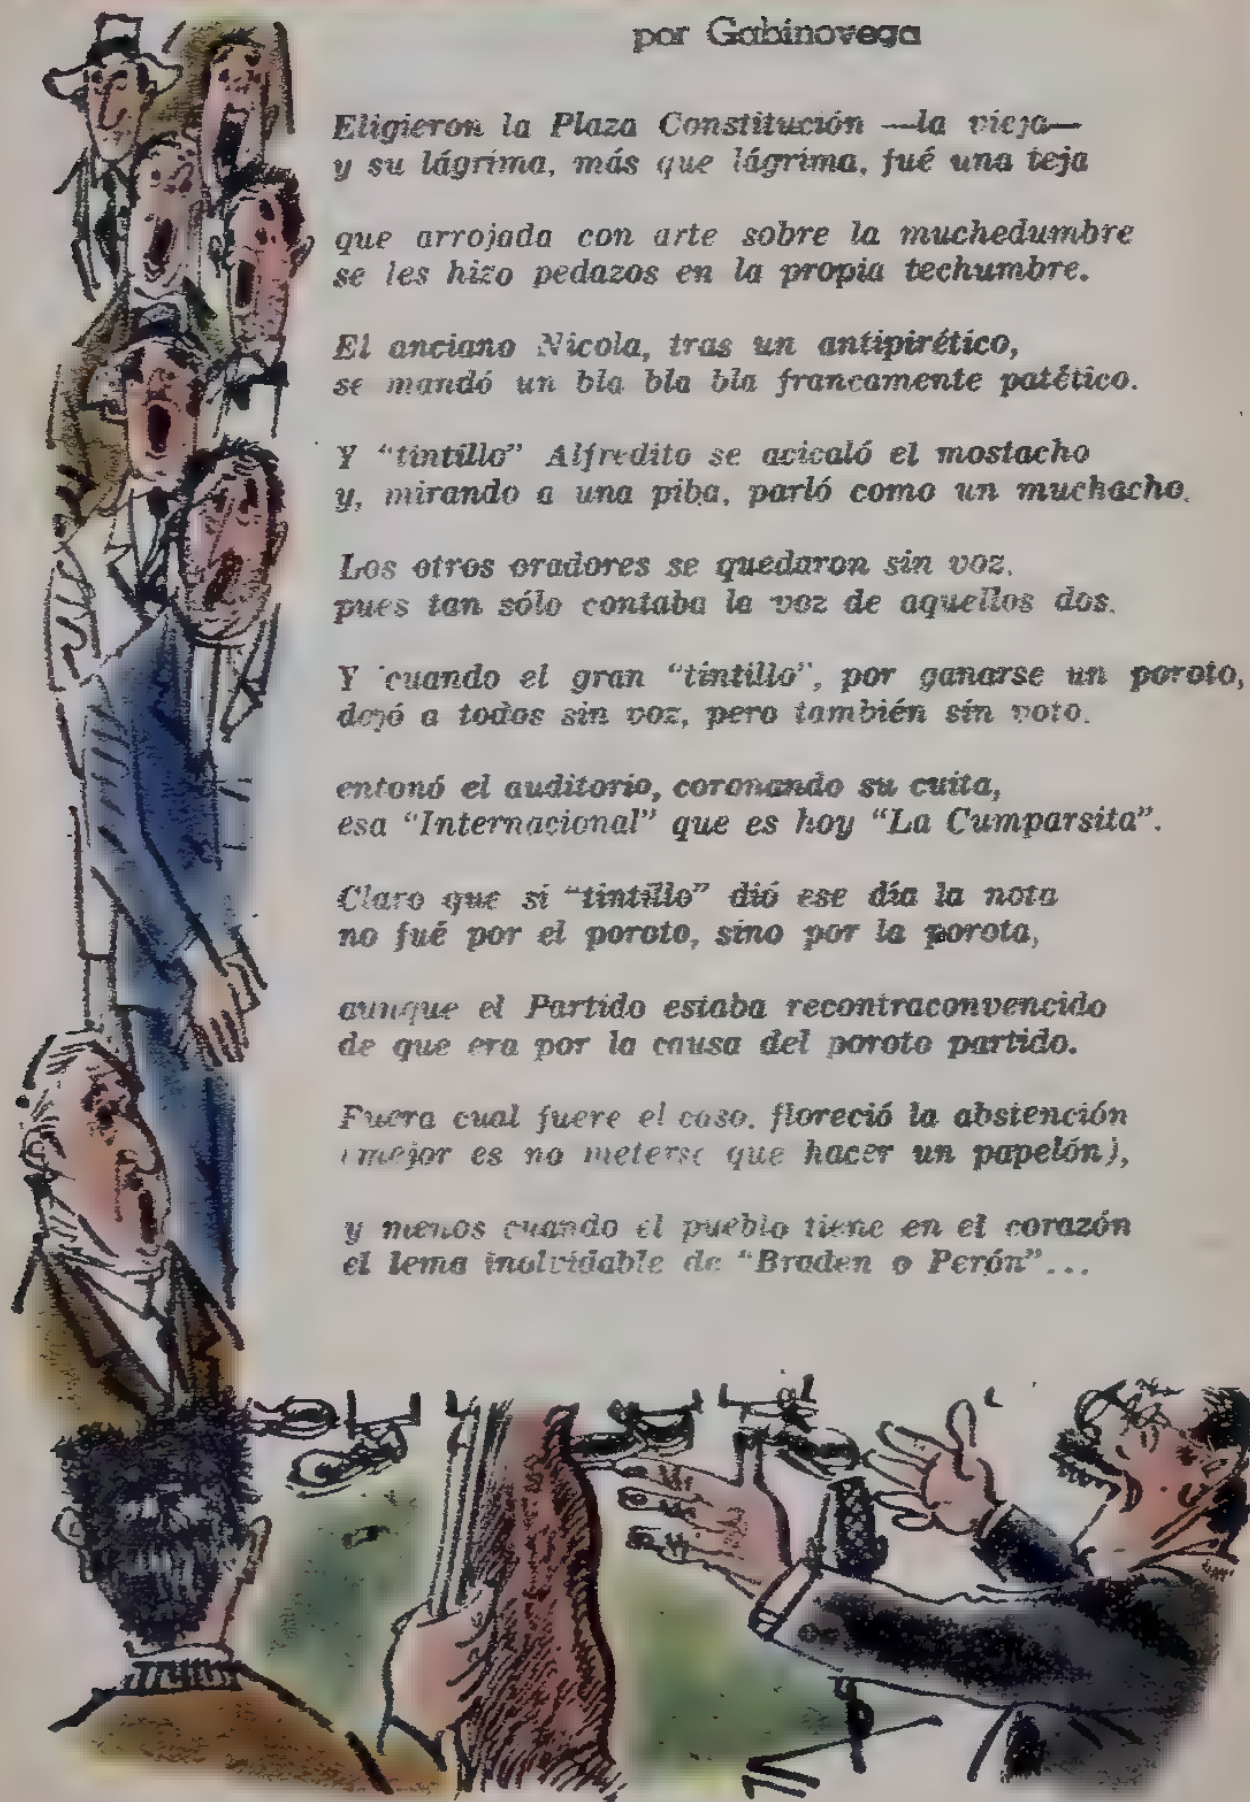 por Gabinovega
Eligieron la Plaza Constitución —la vieja—
y su lágrima, más que lágrima, fué una teja
que arrojada con arte sobre la muchedumbre
se les hizo pedazos en la propia techumbre.
El anciano Nicola, tras un antipirético,
se mandó un bla bla bla francamente patético.
Y "tintillo" Alfredito se acicaló el mostacho
y, mirando a una piba, parló como un muchacho.
Los otros oradores se quedaron sin voz,
pues tan sólo contaba la voz de aquellos dos.
Y cuando el gran "tintillo", por ganarse un poroto,
dejó a todos sin voz, pero también sin voto.
entonó el auditorio, coronando su cuita,
esa "Internacional" que es hoy "La Cumparsita".
Claro que si "tintillo" dió ese día la nota
no fué por el poroto, sino por la porota,
aunque el Partido estaba recontraconvencido
de que era por la causa del poroto partido.
Fuera cual fuere el caso, floreció la abstención
(mejor es no meterse que hacer un papelón),
y menos cuando el pueblo tiene en el corazón
el lema inolvidable de "Braden o Perón"...